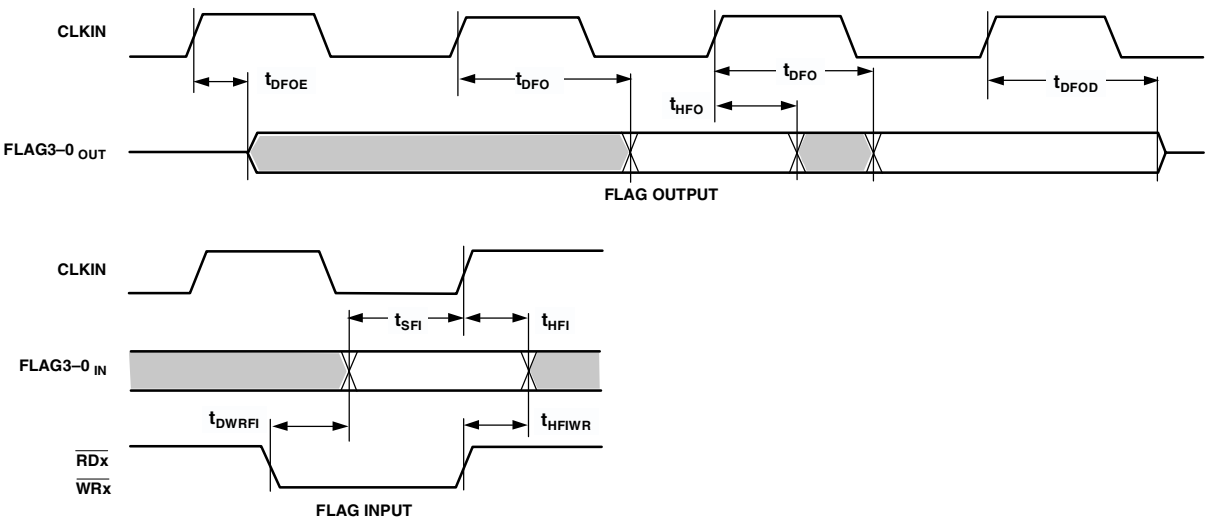 CLKIN
tDFOE
tDFO
tDFO
tDFOD
tHFO
FLAG3–0 OUT
FLAG OUTPUT
CLKIN
tSFI
tHFI
FLAG3–0 IN
tDWRFI
tHFIWR
RDx
WRx
FLAG INPUT